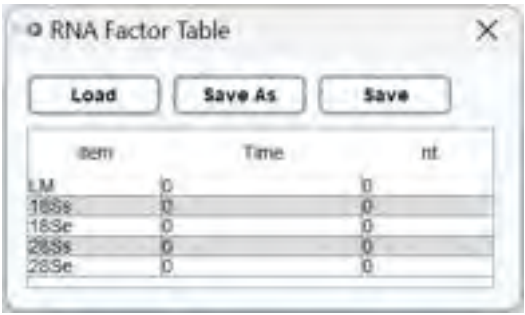 RNA Factor Table
Load Save As Save
Item Time nt
LM 0 0
18Ss 0 0
18Se 0 0
28Ss 0 0
28Se 0 0